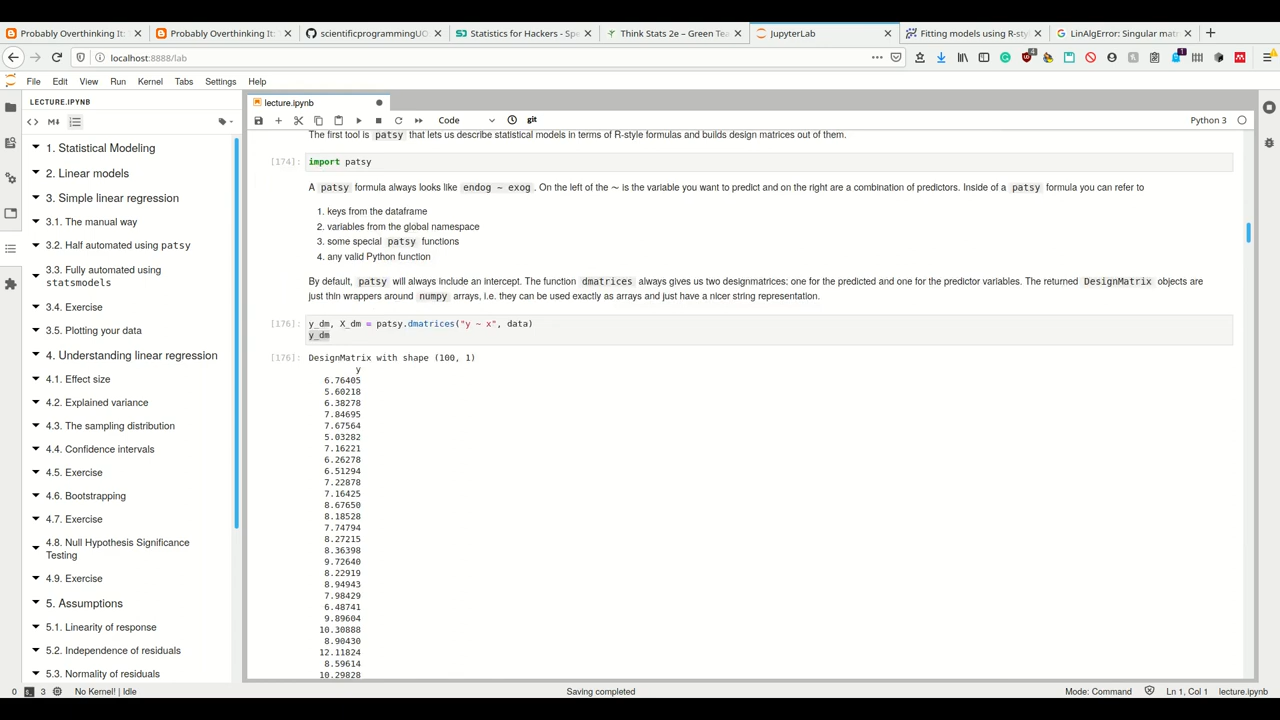 Probably Overthinking It:
Probably Overthinking It:
scientificprogrammingUO
Statistics for Hackers - Spe
Think Stats 2e – Green Tea
JupyterLab
Fitting models using R-sty
LinAlgError: Singular matr
localhost:8888/lab
File Edit View Run Kernel Tabs Settings Help
LECTURE.IPYNB
lecture.ipynb
Code
git
Python 3
1. Statistical Modeling
2. Linear models
3. Simple linear regression
3.1. The manual way
3.2. Half automated using patsy
3.3. Fully automated using
statsmodels
3.4. Exercise
3.5. Plotting your data
4. Understanding linear regression
4.1. Effect size
4.2. Explained variance
4.3. The sampling distribution
4.4. Confidence intervals
4.5. Exercise
4.6. Bootstrapping
4.7. Exercise
4.8. Null Hypothesis Significance
Testing
4.9. Exercise
5. Assumptions
5.1. Linearity of response
5.2. Independence of residuals
5.3. Normality of residuals
The first tool is patsy that lets us describe statistical models in terms of R-style formulas and builds design matrices out of them.
[174]: import patsy
A patsy formula always looks like endog ~ exog. On the left of the ~ is the variable you want to predict and on the right are a combination of predictors. Inside of a patsy formula you can refer to
1. keys from the dataframe
2. variables from the global namespace
3. some special patsy functions
4. any valid Python function
By default, patsy will always include an intercept. The function dmatrices always gives us two designmatrices: one for the predicted and one for the predictor variables. The returned DesignMatrix objects are
just thin wrappers around numpy arrays, i.e. they can be used exactly as arrays and just have a nicer string representation.
[176]: y_dm, X_dm = patsy.dmatrices("y ~ x", data)
y_dm
[176]: DesignMatrix with shape (100, 1)
y
6.76405
5.60218
6.38278
7.84695
7.67564
5.03282
7.16221
6.26278
6.51294
7.22878
7.16425
8.67650
8.18528
7.74794
8.27215
8.36398
9.72640
8.22919
8.94943
7.98429
6.48741
9.89604
10.30888
8.90430
12.11824
8.59614
10.29828
0 3 No Kernel! | Idle
Saving completed
Mode: Command Ln 1, Col 1 lecture.ipynb